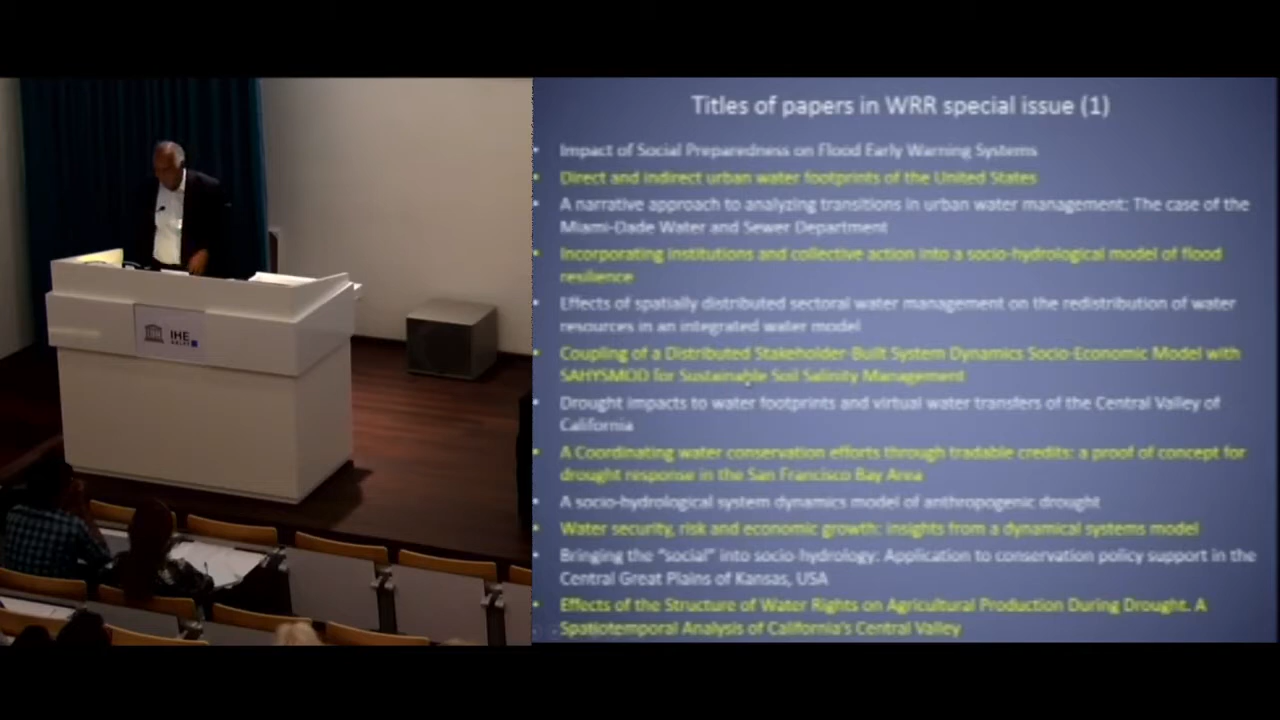 IHE
DELFT
Titles of papers in WRR special issue (1)
• Impact of Social Preparedness on Flood Early Warning Systems
• Direct and indirect urban water footprints of the United States
• A narrative approach to analyzing transitions in urban water management: The case of the
Miami-Dade Water and Sewer Department
• Incorporating institutions and collective action into a socio-hydrological model of flood
resilience
• Effects of spatially distributed sectoral water management on the redistribution of water
resources in an integrated water model
• Coupling of a Distributed Stakeholder-Built System Dynamics Socio-Economic Model with
SAHYSMOD for Sustainable Soil Salinity Management
• Drought impacts to water footprints and virtual water transfers of the Central Valley of
California
• A Coordinating water conservation efforts through tradable credits: a proof of concept for
drought response in the San Francisco Bay Area
• A socio-hydrological system dynamics model of anthropogenic drought
• Water security, risk and economic growth: insights from a dynamical systems model
• Bringing the "social" into socio-hydrology: Application to conservation policy support in the
Central Great Plains of Kansas, USA
• Effects of the Structure of Water Rights on Agricultural Production During Drought. A
Spatiotemporal Analysis of California's Central Valley